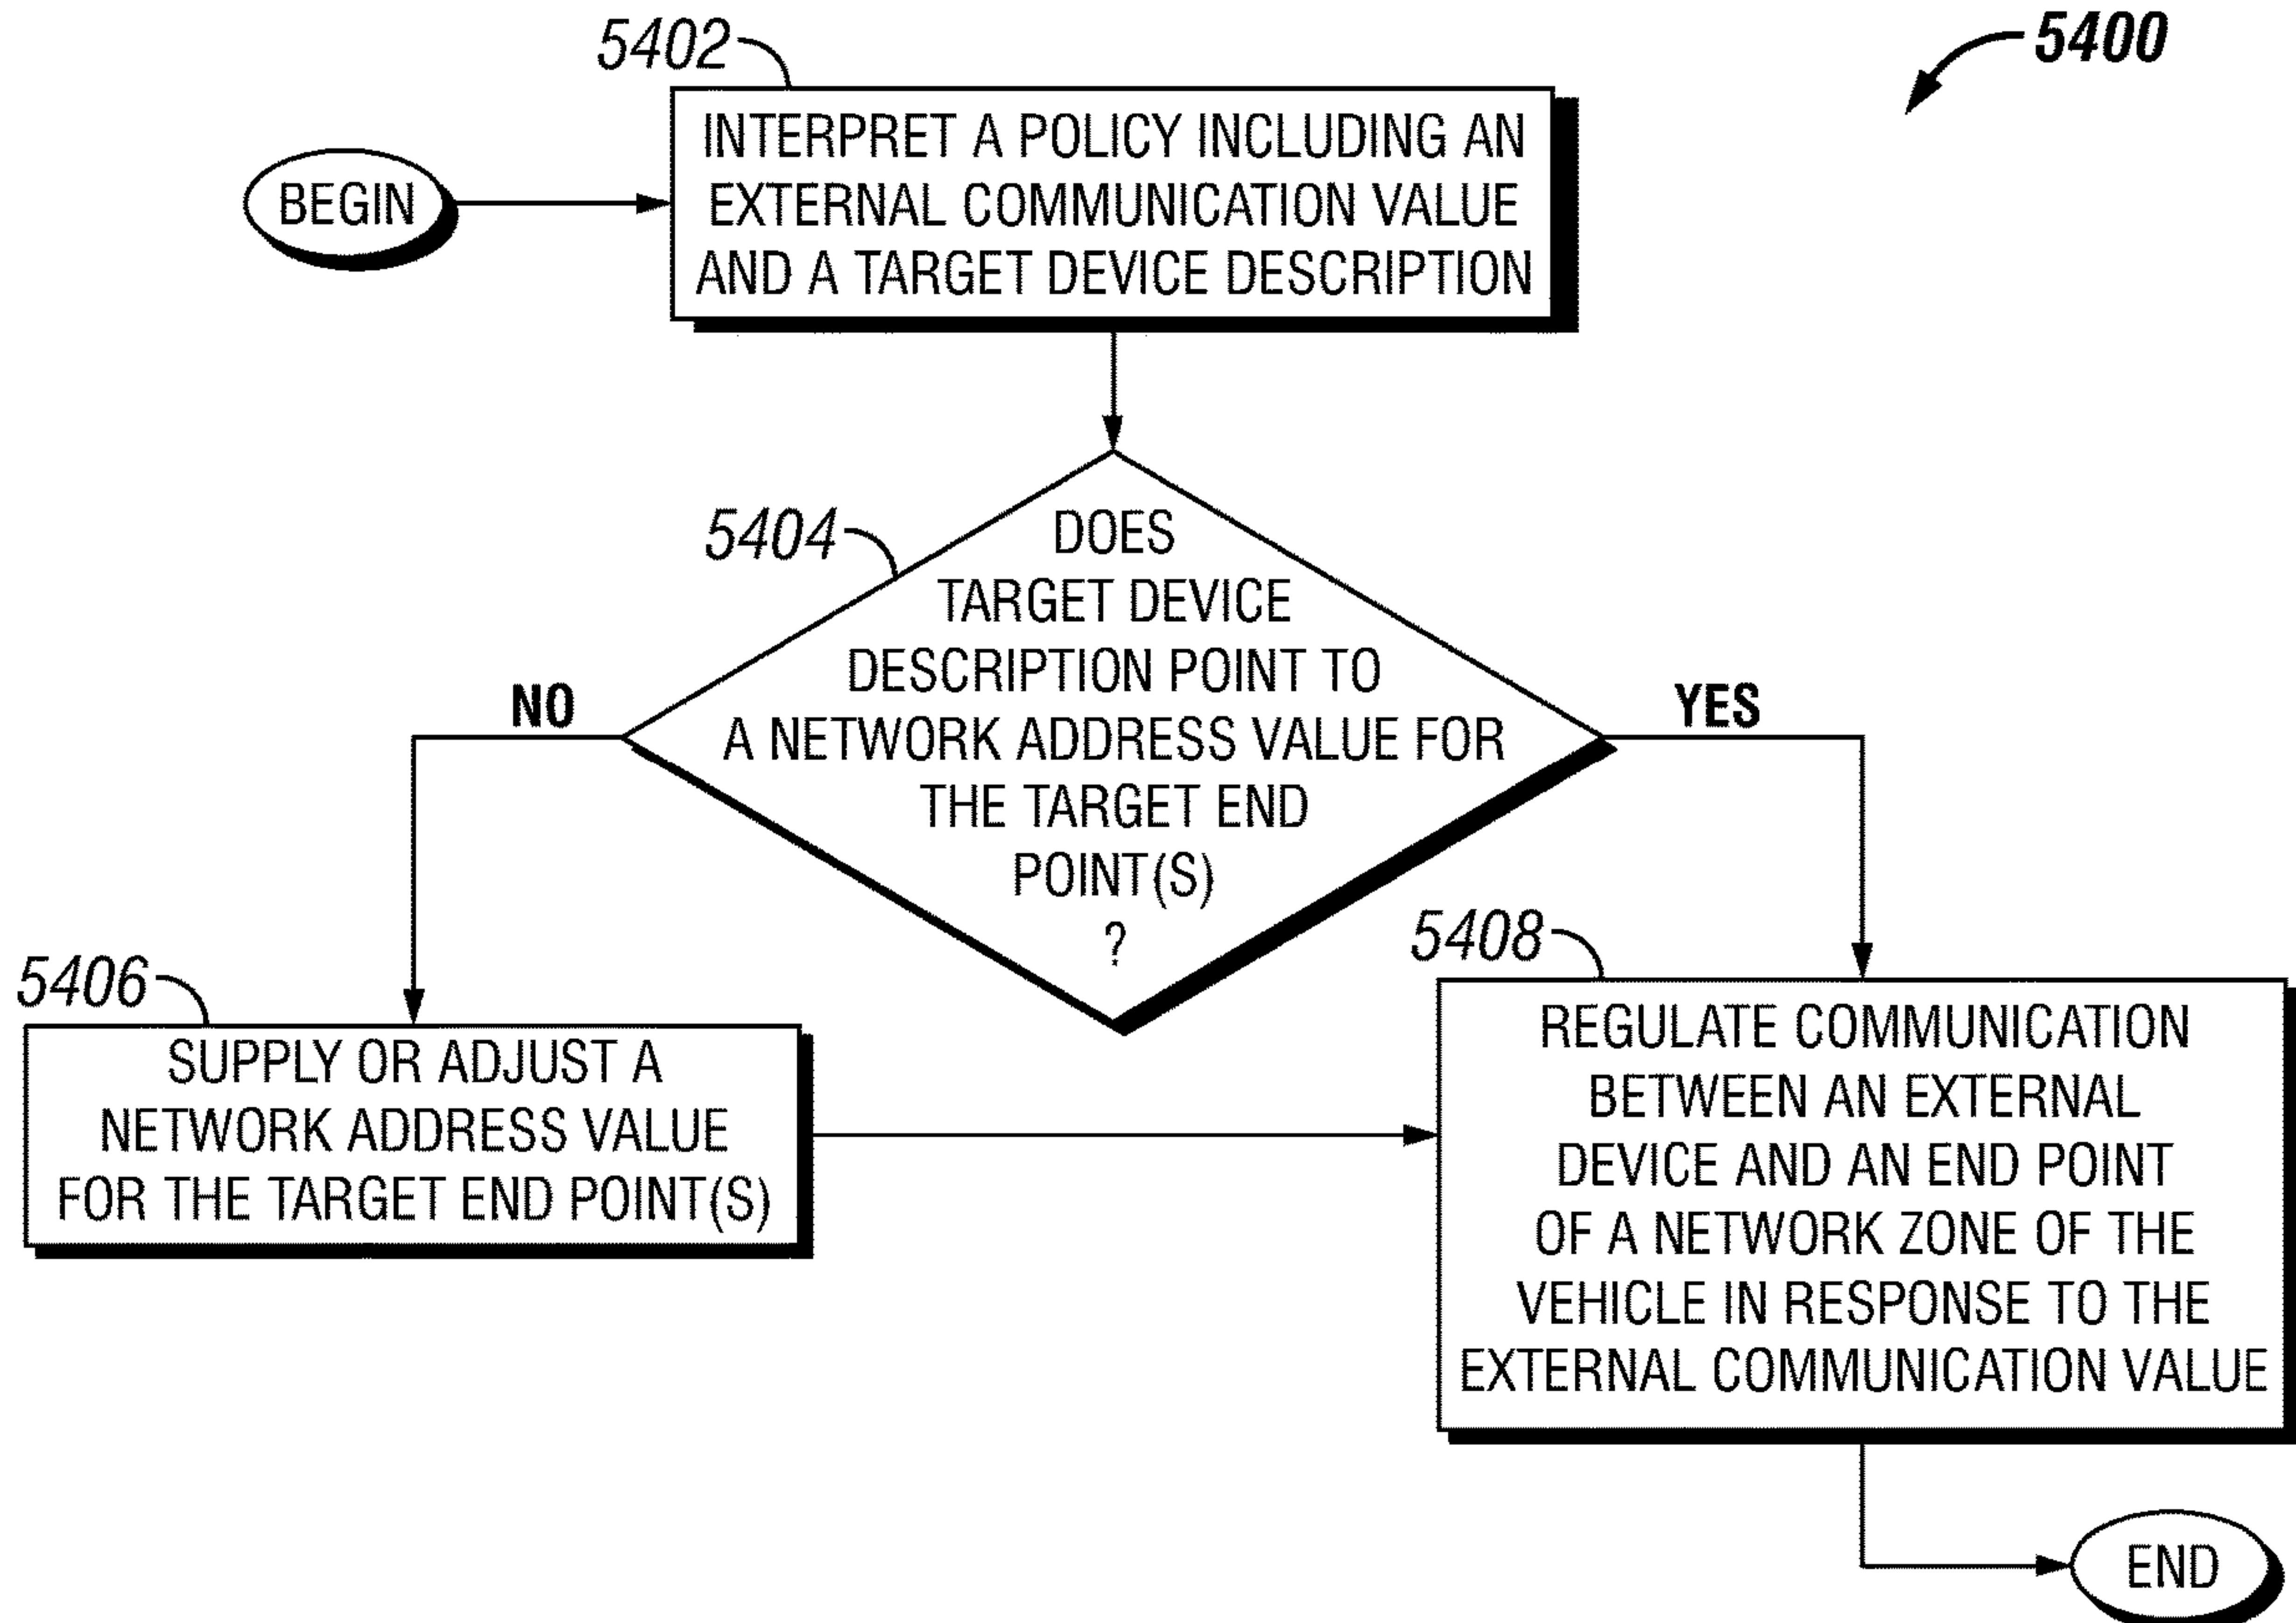 5400
5402
INTERPRET A POLICY INCLUDING AN
EXTERNAL COMMUNICATION VALUE
AND A TARGET DEVICE DESCRIPTION
BEGIN
5404
DOES
TARGET DEVICE
DESCRIPTION POINT TO
A NETWORK ADDRESS VALUE FOR
THE TARGET END
POINT(S)
?
NO
YES
5406
SUPPLY OR ADJUST A
NETWORK ADDRESS VALUE
FOR THE TARGET END POINT(S)
5408
REGULATE COMMUNICATION
BETWEEN AN EXTERNAL
DEVICE AND AN END POINT
OF A NETWORK ZONE OF THE
VEHICLE IN RESPONSE TO THE
EXTERNAL COMMUNICATION VALUE
END